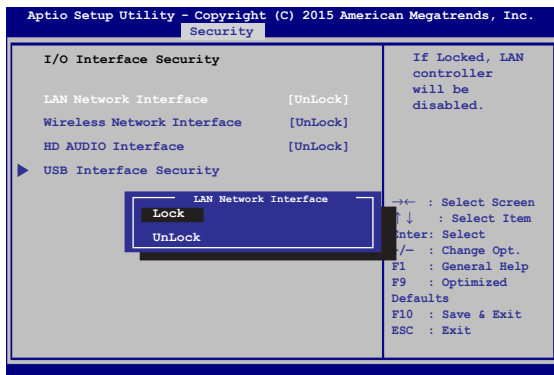 Aptio Setup Utility - Copyright (C) 2015 American Megatrends, Inc.
Security
I/O Interface Security
LAN Network Interface [UnLock]
Wireless Network Interface [UnLock]
HD AUDIO Interface [UnLock]
USB Interface Security
LAN Network Interface
Lock
UnLock
If Locked, LAN
controller
will be
disabled.
→← : Select Screen
↑↓ : Select Item
Enter: Select
+/— : Change Opt.
F1 : General Help
F9 : Optimized
Defaults
F10 : Save & Exit
ESC : Exit